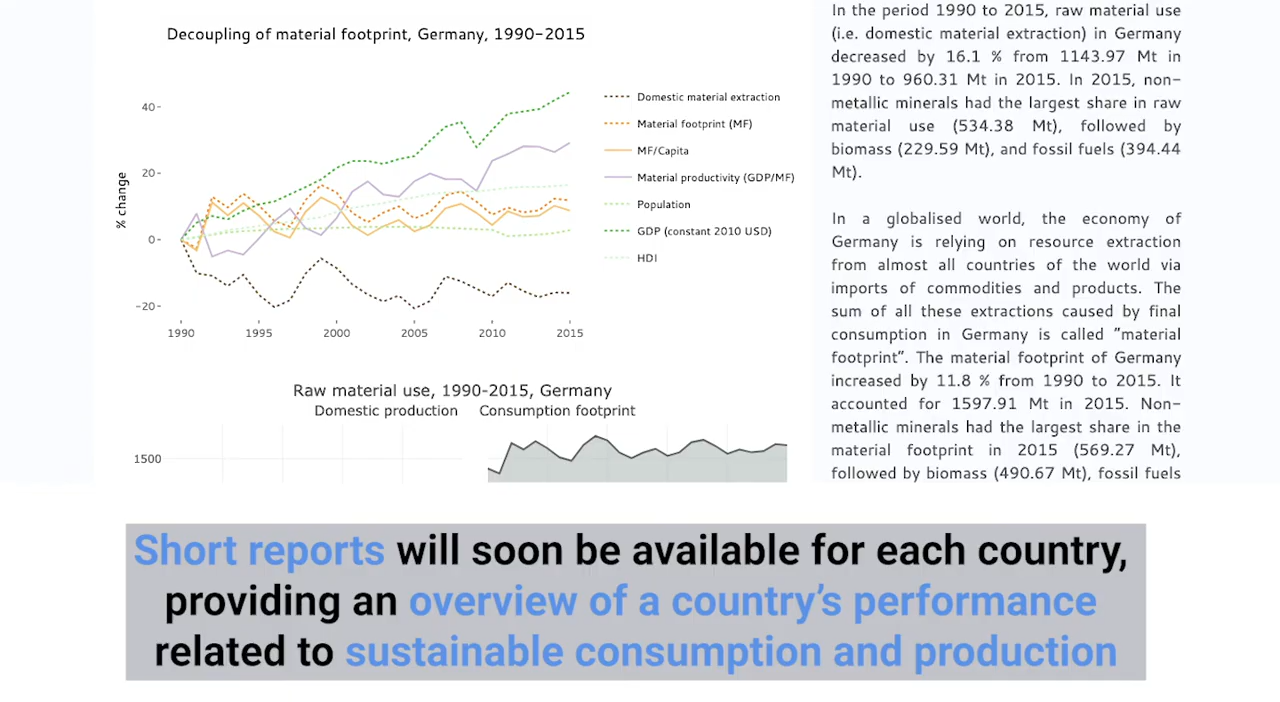 Decoupling of material footprint, Germany, 1990-2015
% change
40-
20-
0-
-20-
1990 1995 2000 2005 2010 2015
Domestic material extraction
Material footprint (MF)
MF/Capita
Material productivity (GDP/MF)
Population
GDP (constant 2010 USD)
HDI
Raw material use, 1990-2015, Germany
Domestic production Consumption footprint
1500
In the period 1990 to 2015, raw material use
(i.e. domestic material extraction) in Germany
decreased by 16.1 % from 1143.97 Mt in
1990 to 960.31 Mt in 2015. In 2015, non-
metallic minerals had the largest share in raw
material use (534.38 Mt), followed by
biomass (229.59 Mt), and fossil fuels (394.44
Mt).
In a globalised world, the economy of
Germany is relying on resource extraction
from almost all countries of the world via
imports of commodities and products. The
sum of all these extractions caused by final
consumption in Germany is called "material
footprint". The material footprint of Germany
increased by 11.8 % from 1990 to 2015. It
accounted for 1597.91 Mt in 2015. Non-
metallic minerals had the largest share in the
material footprint in 2015 (569.27 Mt),
followed by biomass (490.67 Mt), fossil fuels
Short reports will soon be available for each country,
providing an overview of a country's performance
related to sustainable consumption and production